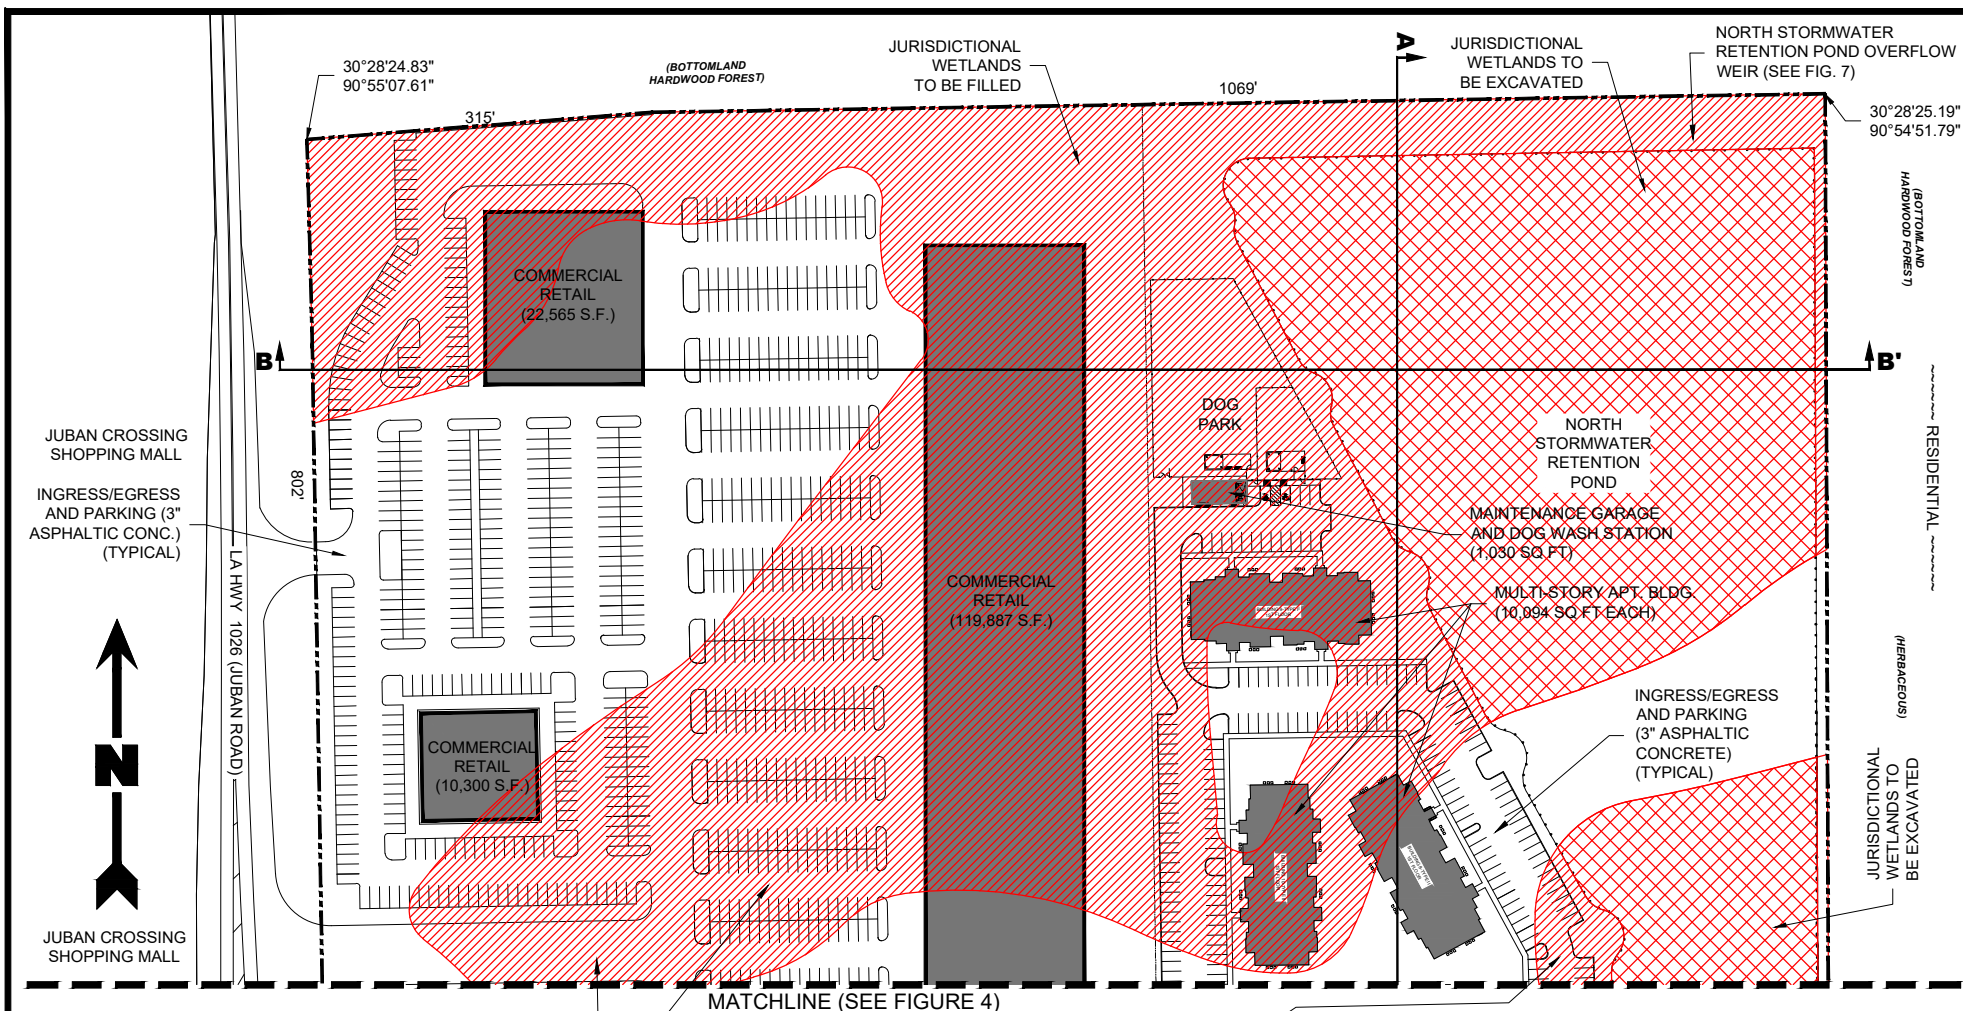 30°28'24.83"
90°55'07.61"
(BOTTOMLAND
HARDWOOD FOREST)
JURISDICTIONAL
WETLANDS
TO BE FILLED
A
JURISDICTIONAL
WETLANDS TO
BE EXCAVATED
NORTH STORMWATER
RETENTION POND OVERFLOW
WEIR (SEE FIG. 7)
315'
1069'
30°28'25.19"
90°54'51.79"
(BOTTOMLAND
HARDWOOD FOREST)
COMMERCIAL
RETAIL
(22,565 S.F.)
B
B'
DOG
PARK
NORTH
STORMWATER
RETENTION
POND
~~~~~ RESIDENTIAL ~~~~~
JUBAN CROSSING
SHOPPING MALL
802'
INGRESS/EGRESS
AND PARKING (3"
ASPHALTIC CONC.)
(TYPICAL)
MAINTENANCE GARAGE
AND DOG WASH STATION
(1,030 SQ FT)
COMMERCIAL
RETAIL
(119,887 S.F.)
MULTI-STORY APT. BLDG.
(10,094 SQ FT EACH)
LA HWY 1026 (JUBAN ROAD)
(HERBACEOUS)
INGRESS/EGRESS
AND PARKING
(3" ASPHALTIC
CONCRETE)
(TYPICAL)
N
COMMERCIAL
RETAIL
(10,300 S.F.)
JURISDICTIONAL
WETLANDS TO
BE EXCAVATED
JUBAN CROSSING
SHOPPING MALL
MATCHLINE (SEE FIGURE 4)